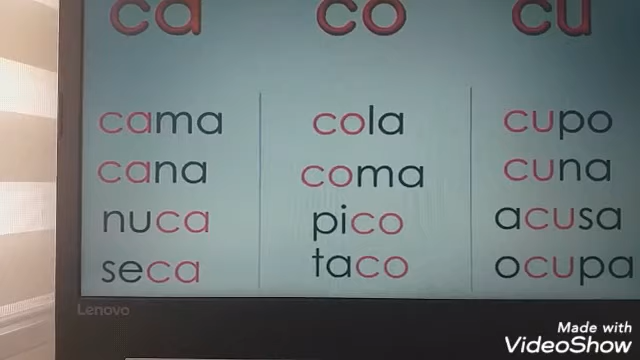 ca co cu
cama cola cupo
cana coma cuna
nuca pico acusa
seca taco ocupa
Lenovo
Made with
VideoShow